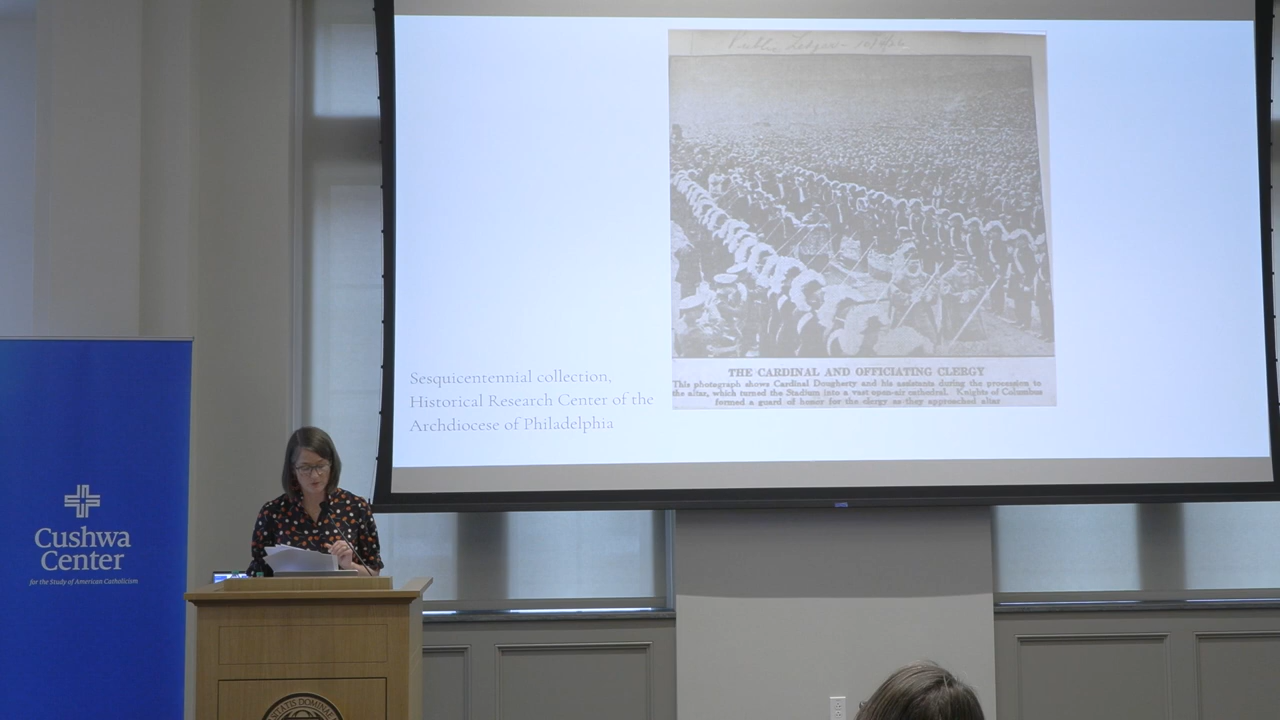 Public Ledger -
Sesquicentennial collection,
Historical Research Center of the
Archdiocese of Philadelphia
THE CARDINAL AND OFFICIATING CLERGY
This photograph shows Cardinal Dougherty and his assistants during the procession to
the altar, which turned the Stadium into a vast open-air cathedral. Knights of Columbus
formed a guard of honor for the clergy as they approached altar
Cushwa
Center
for the Study of American Catholicism